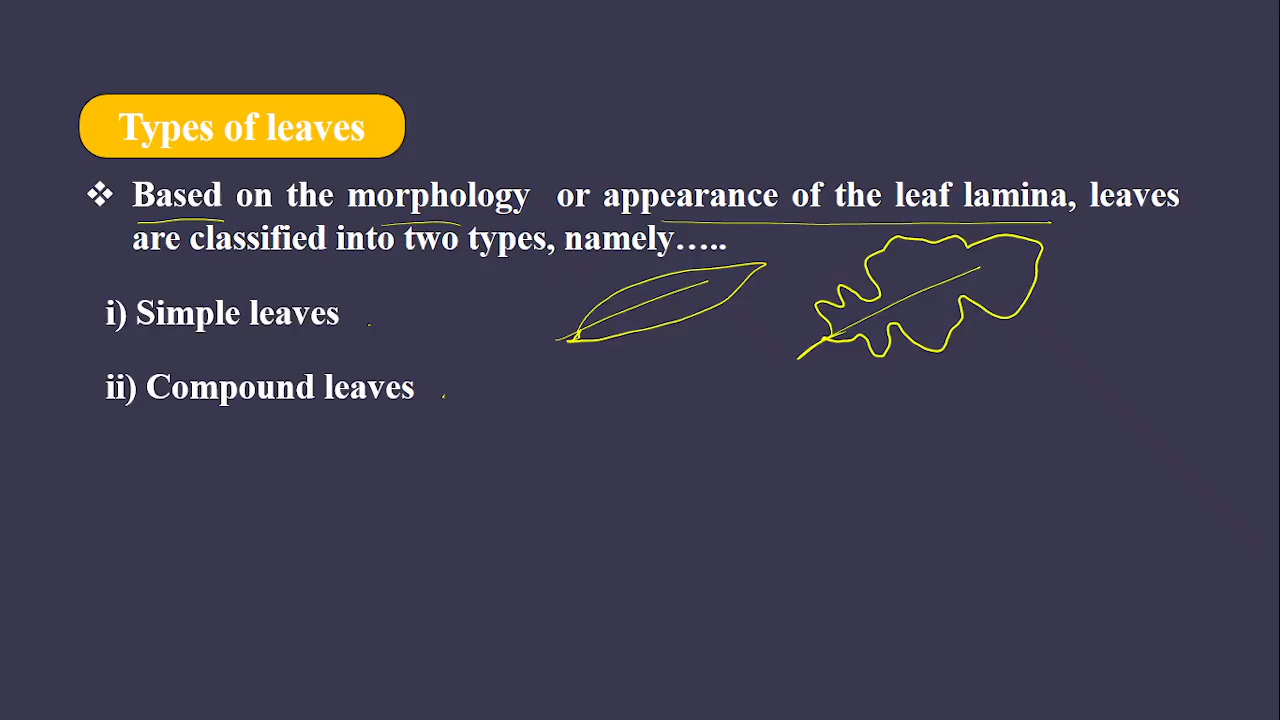 Types of leaves
❖ Based on the morphology or appearance of the leaf lamina, leaves
are classified into two types, namely…..
i) Simple leaves
ii) Compound leaves